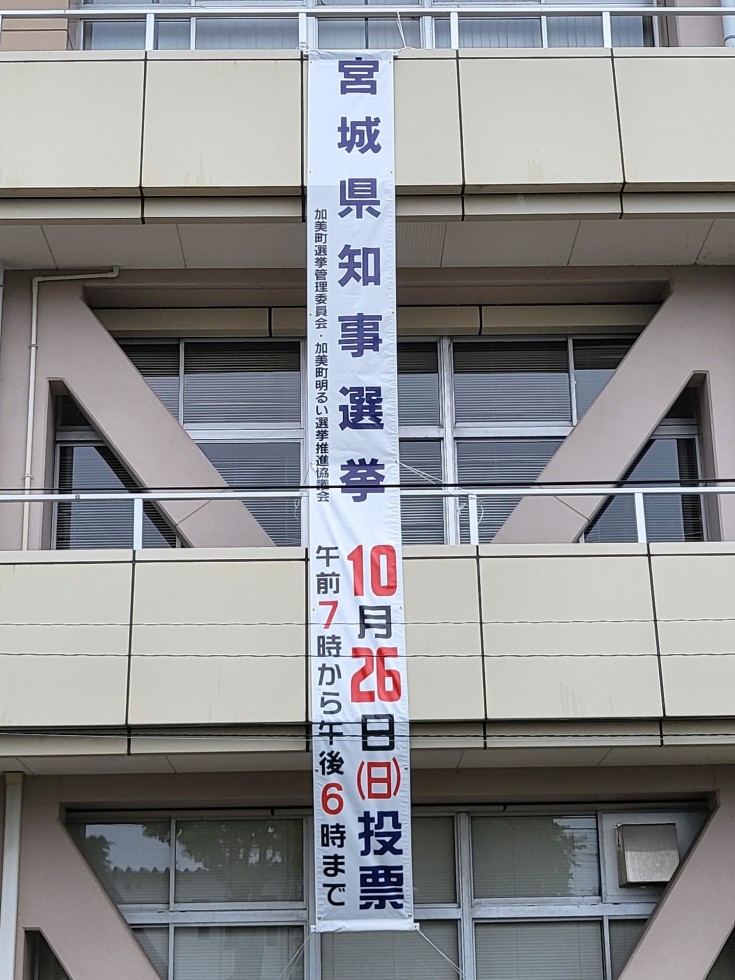 宮城県知事選挙
10月26日(日)投票
加美町選挙管理委員会・加美町明るい選挙推進協議会
午前7時から午後6時まで